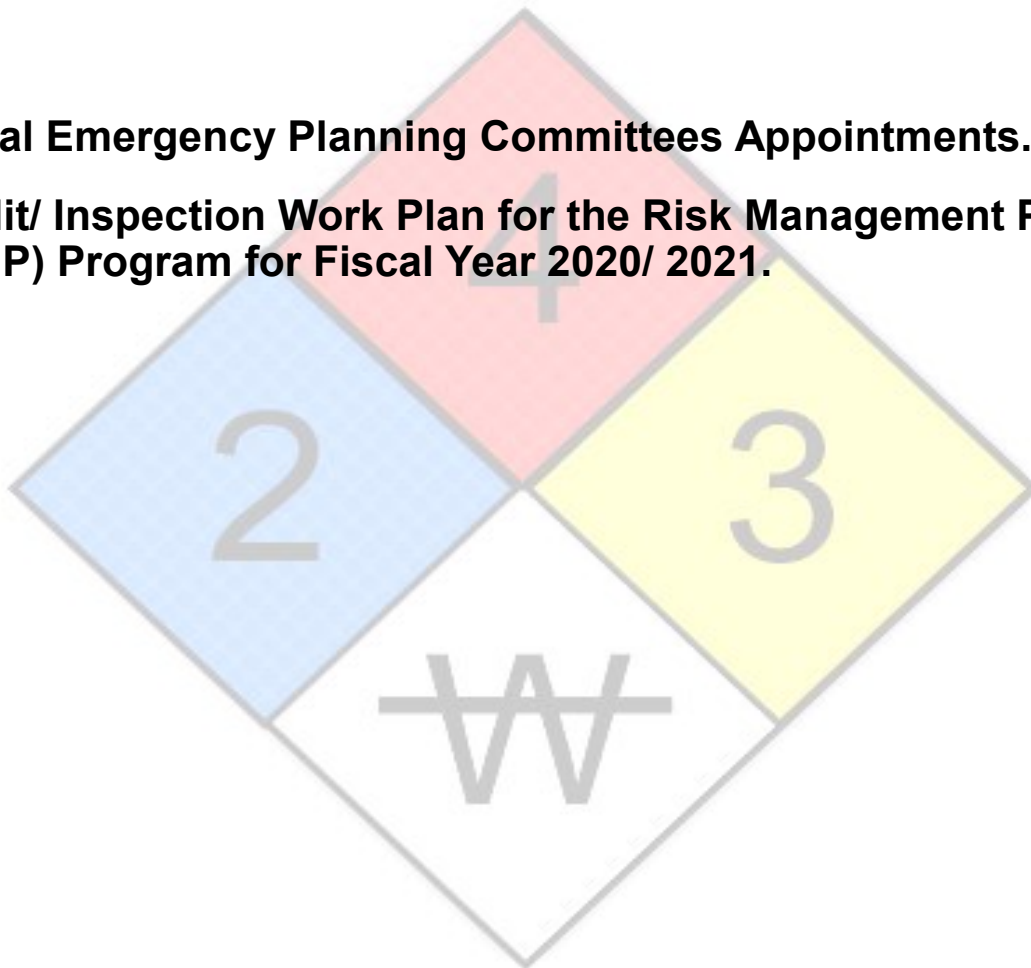 al Emergency Planning Committees Appointments.
dit/ Inspection Work Plan for the Risk Management P
P) Program for Fiscal Year 2020/ 2021.
4
2
3
W